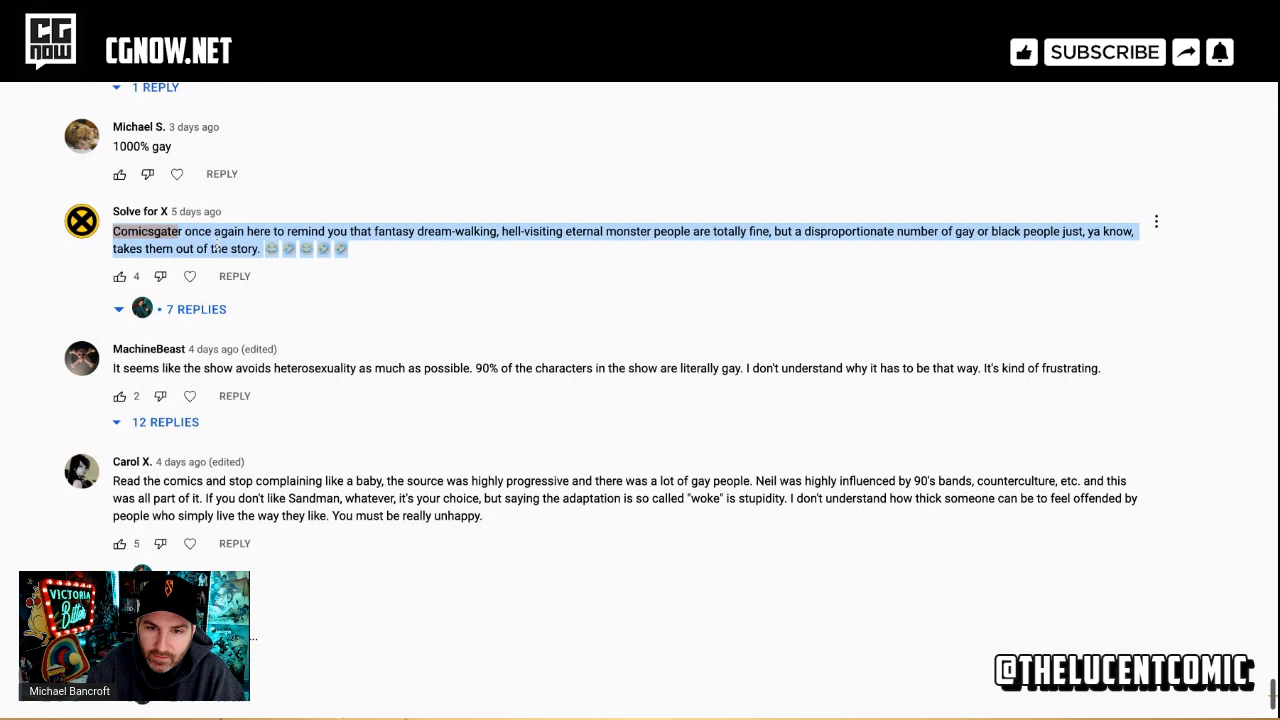 CG
NOW
CGNOW.NET
SUBSCRIBE
1 REPLY
Michael S. 3 days ago
1000% gay
REPLY
Solve for X 5 days ago
Comicsgater once again here to remind you that fantasy dream-walking, hell-visiting eternal monster people are totally fine, but a disproportionate number of gay or black people just, ya know,
takes them out of the story. 😂🤣😂🤣🤣
4 REPLY
• 7 REPLIES
MachineBeast 4 days ago (edited)
It seems like the show avoids heterosexuality as much as possible. 90% of the characters in the show are literally gay. I don't understand why it has to be that way. It's kind of frustrating.
2 REPLY
12 REPLIES
Carol X. 4 days ago (edited)
Read the comics and stop complaining like a baby, the source was highly progressive and there was a lot of gay people. Neil was highly influenced by 90's bands, counterculture, etc. and this
was all part of it. If you don't like Sandman, whatever, it's your choice, but saying the adaptation is so called "woke" is stupidity. I don't understand how thick someone can be to feel offended by
people who simply live the way they like. You must be really unhappy.
5 REPLY
VICTORIA
Bitter
...
Michael Bancroft
@THELUCENTCOMIC